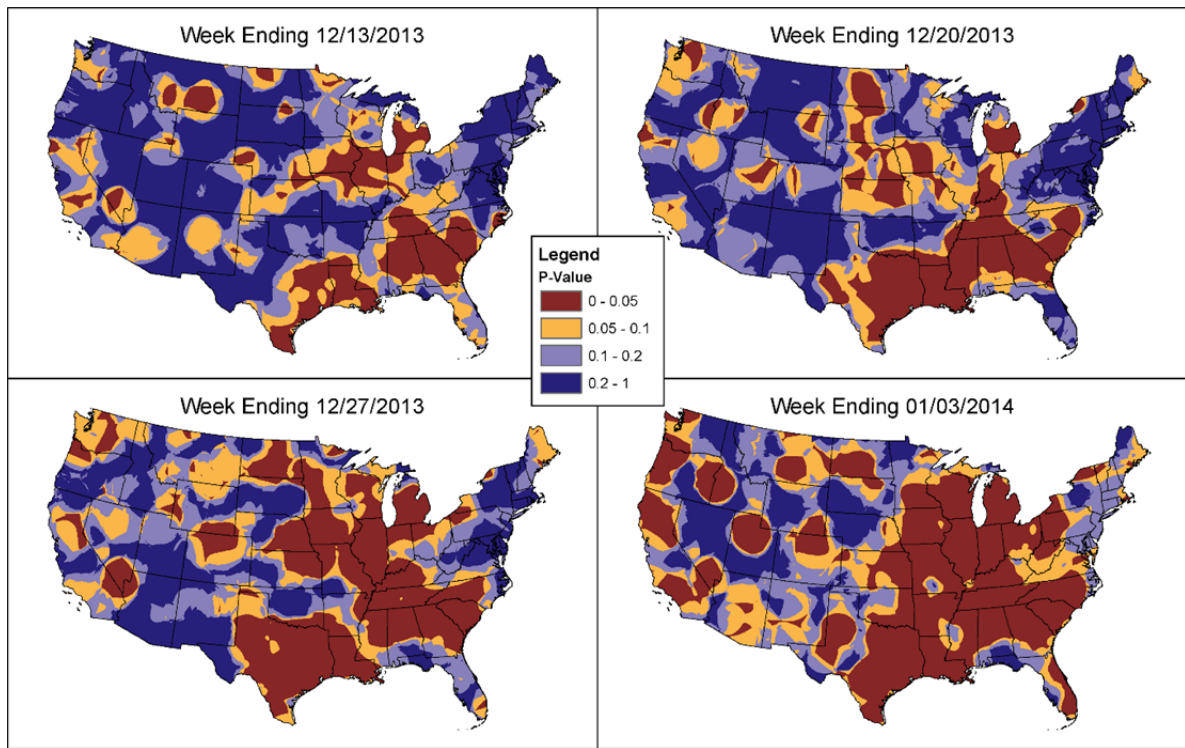 Week Ending 12/13/2013
Week Ending 12/20/2013
Legend
P-Value
0 - 0.05
0.05 - 0.1
0.1 - 0.2
0.2 - 1
Week Ending 12/27/2013
Week Ending 01/03/2014